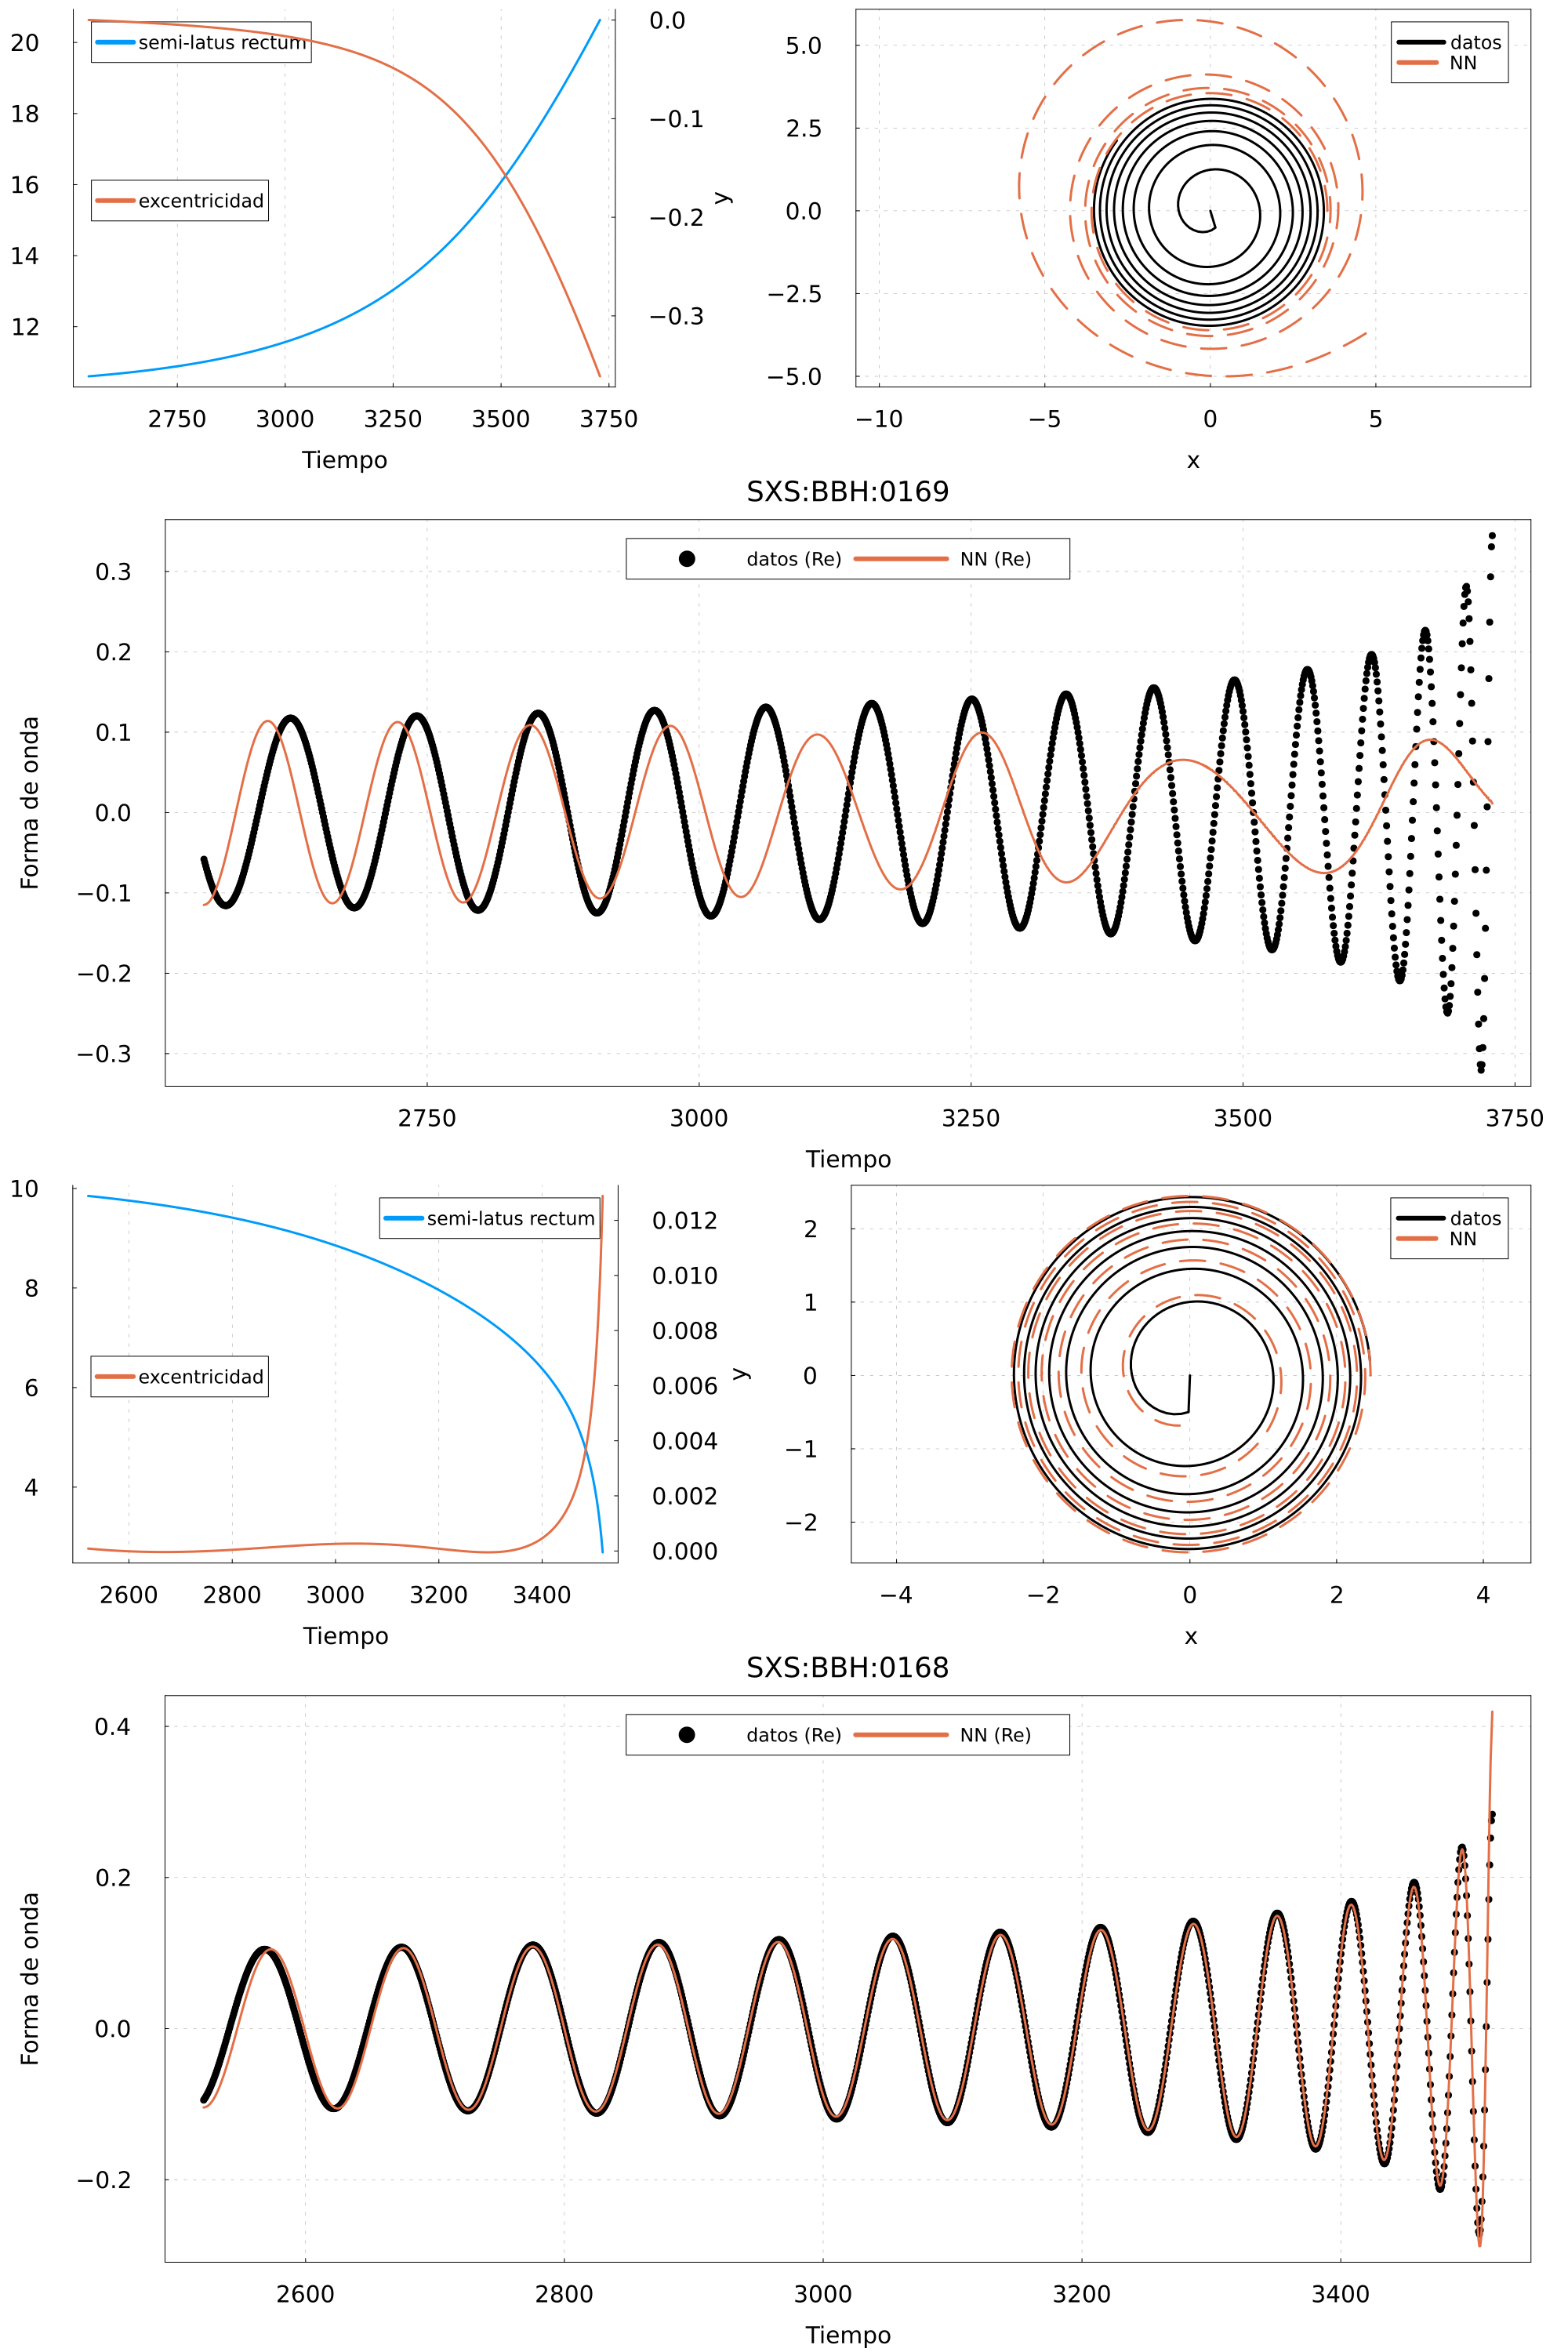 semi-latus rectum
excentricidad
20
18
16
14
12
0.0
−0.1
−0.2
−0.3
2750 3000 3250 3500 3750
Tiempo
datos
NN
y
5.0
2.5
0.0
−2.5
−5.0
−10 −5 0 5
x
SXS:BBH:0169
datos (Re) NN (Re)
Forma de onda
0.3
0.2
0.1
0.0
−0.1
−0.2
−0.3
2750 3000 3250 3500 3750
Tiempo
semi-latus rectum
excentricidad
10
8
6
4
0.012
0.010
0.008
0.006
0.004
0.002
0.000
2600 2800 3000 3200 3400
Tiempo
datos
NN
y
2
1
0
−1
−2
−4 −2 0 2 4
x
SXS:BBH:0168
datos (Re) NN (Re)
Forma de onda
0.4
0.2
0.0
−0.2
2600 2800 3000 3200 3400
Tiempo